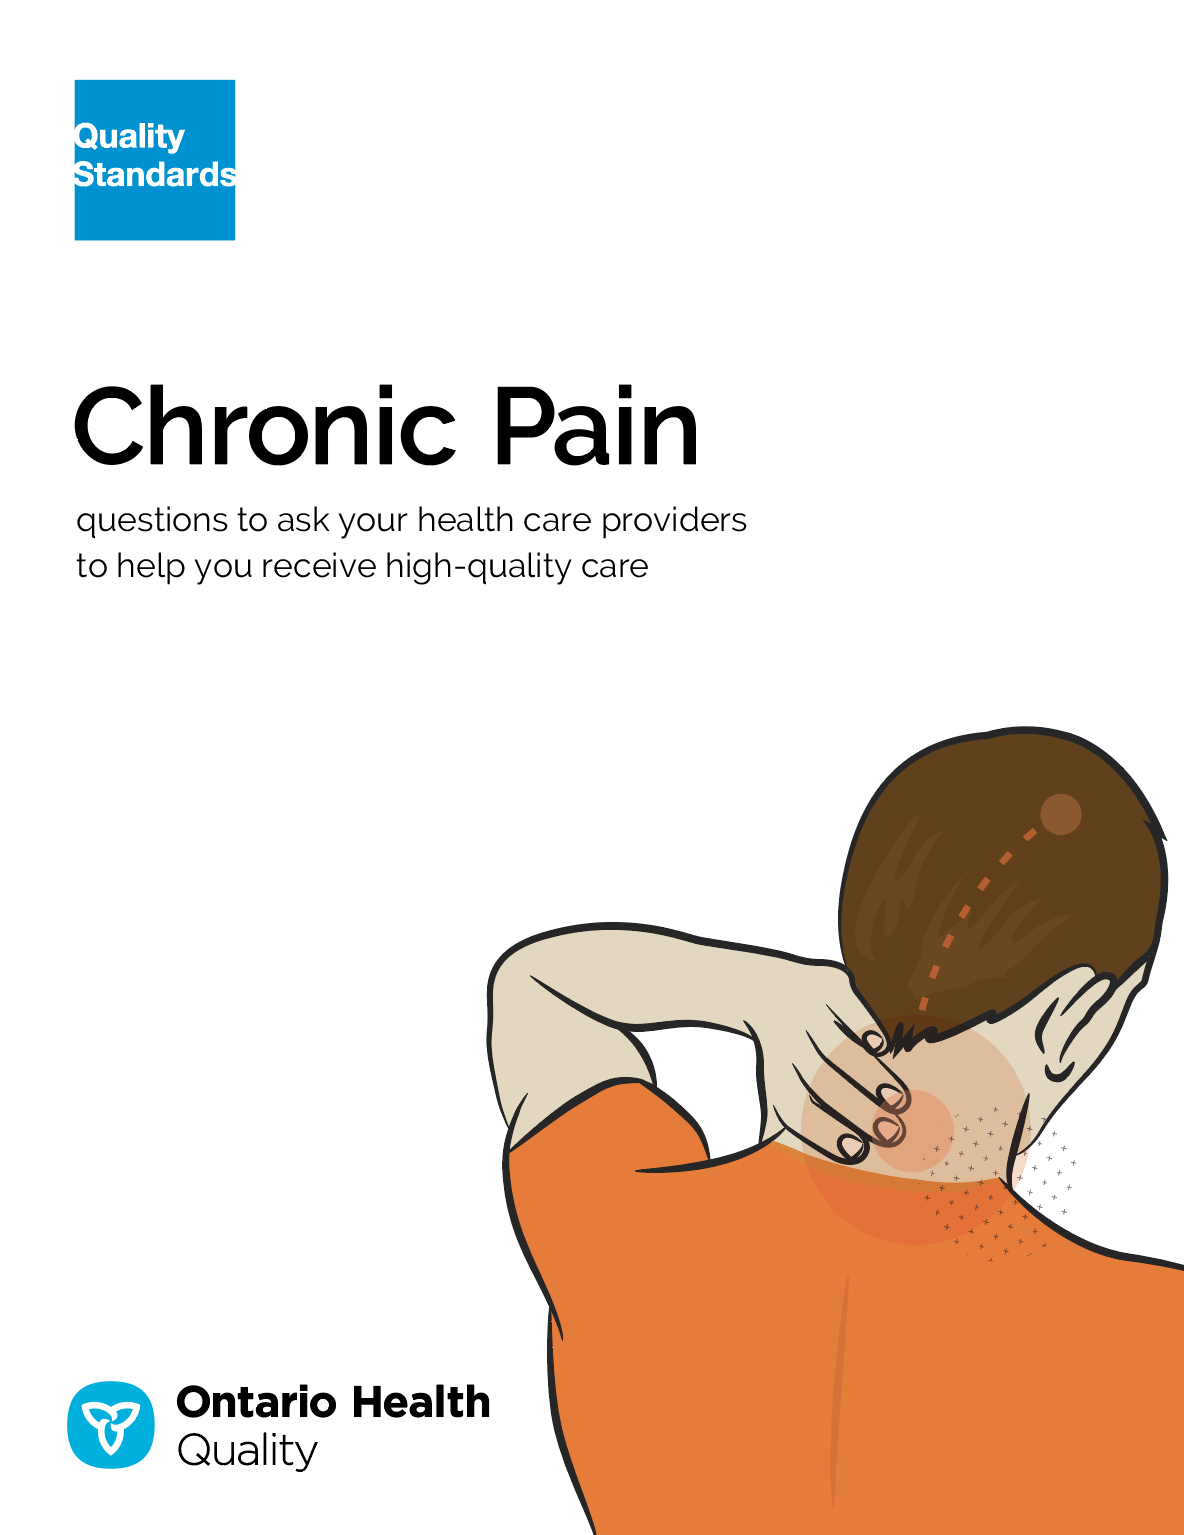 Quality
Standards
Chronic Pain
questions to ask your health care providers
to help you receive high-quality care
Ontario Health
Quality